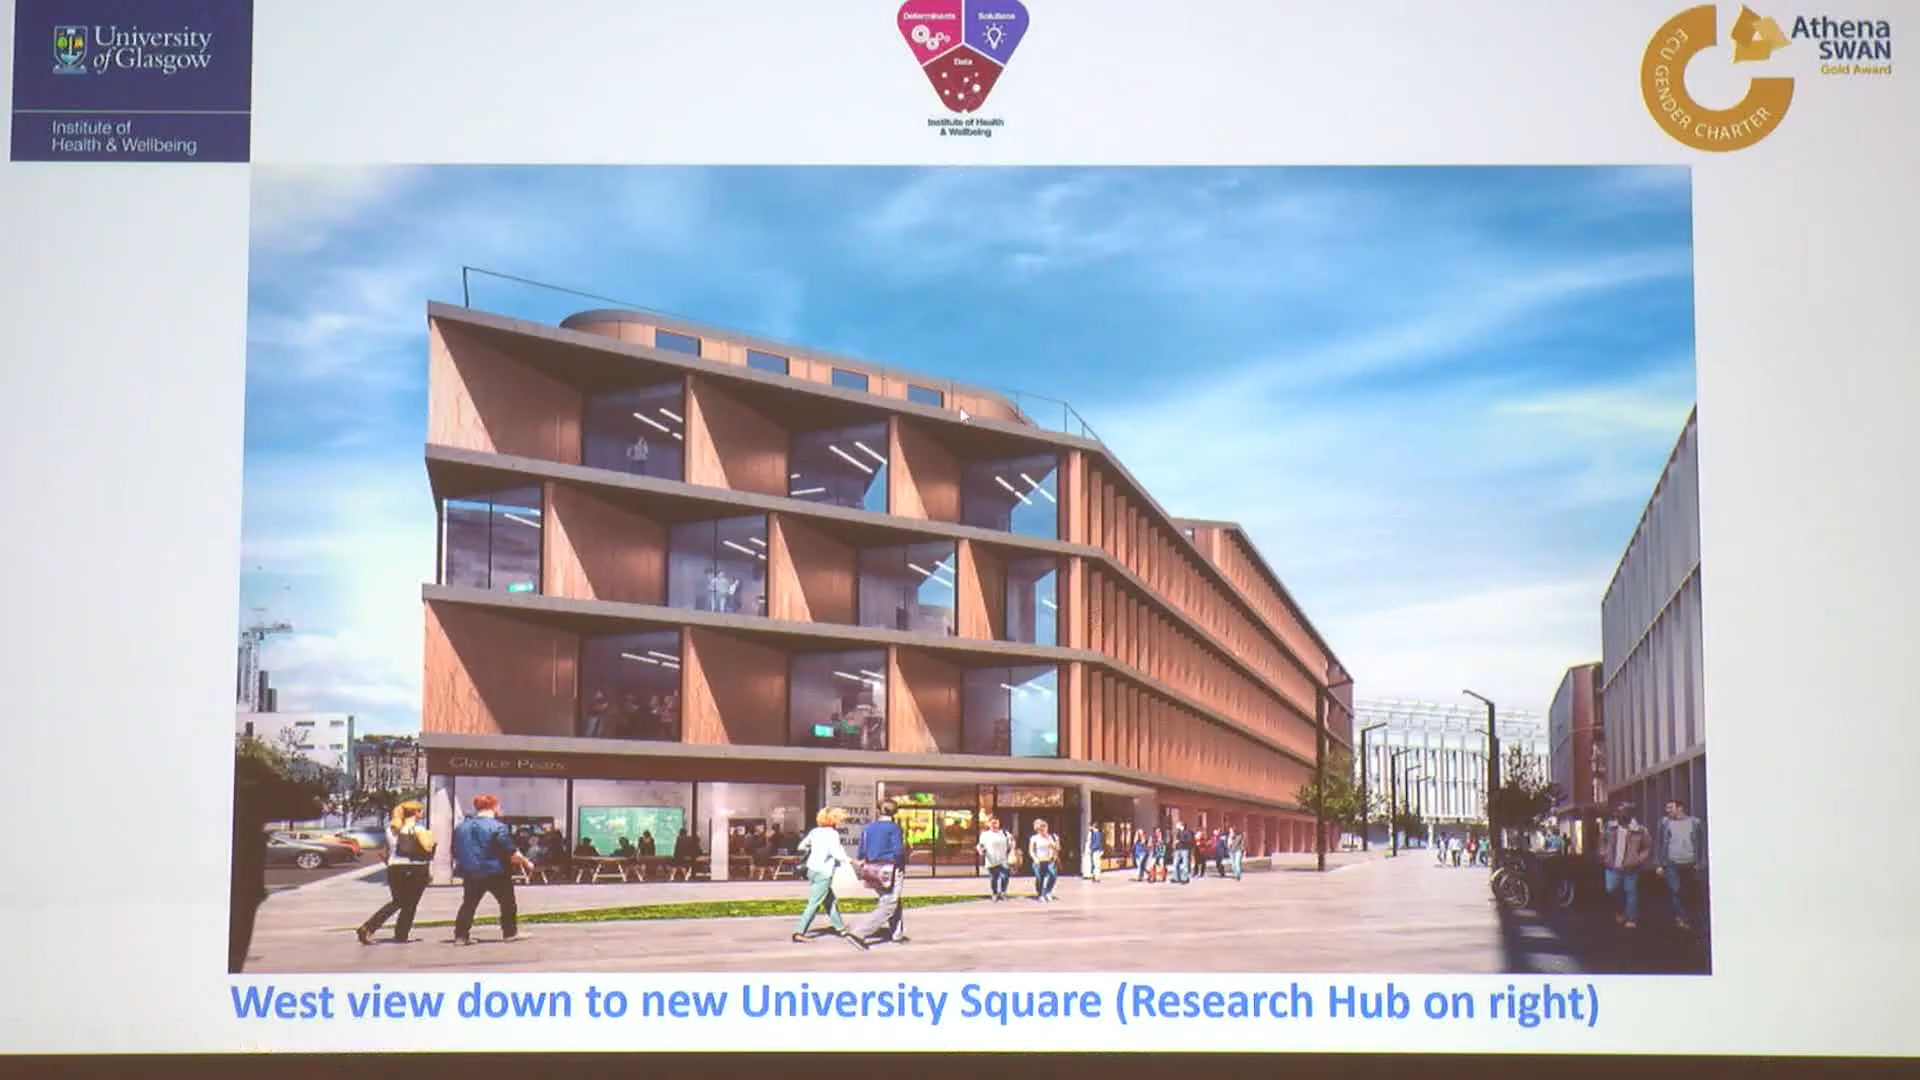 University
of Glasgow
Institute of
Health & Wellbeing
Determinants
Solutions
Data
Institute of Health
& Wellbeing
ECU GENDER CHARTER
Athena
SWAN
Gold Award
Clarice Pears
West view down to new University Square (Research Hub on right)